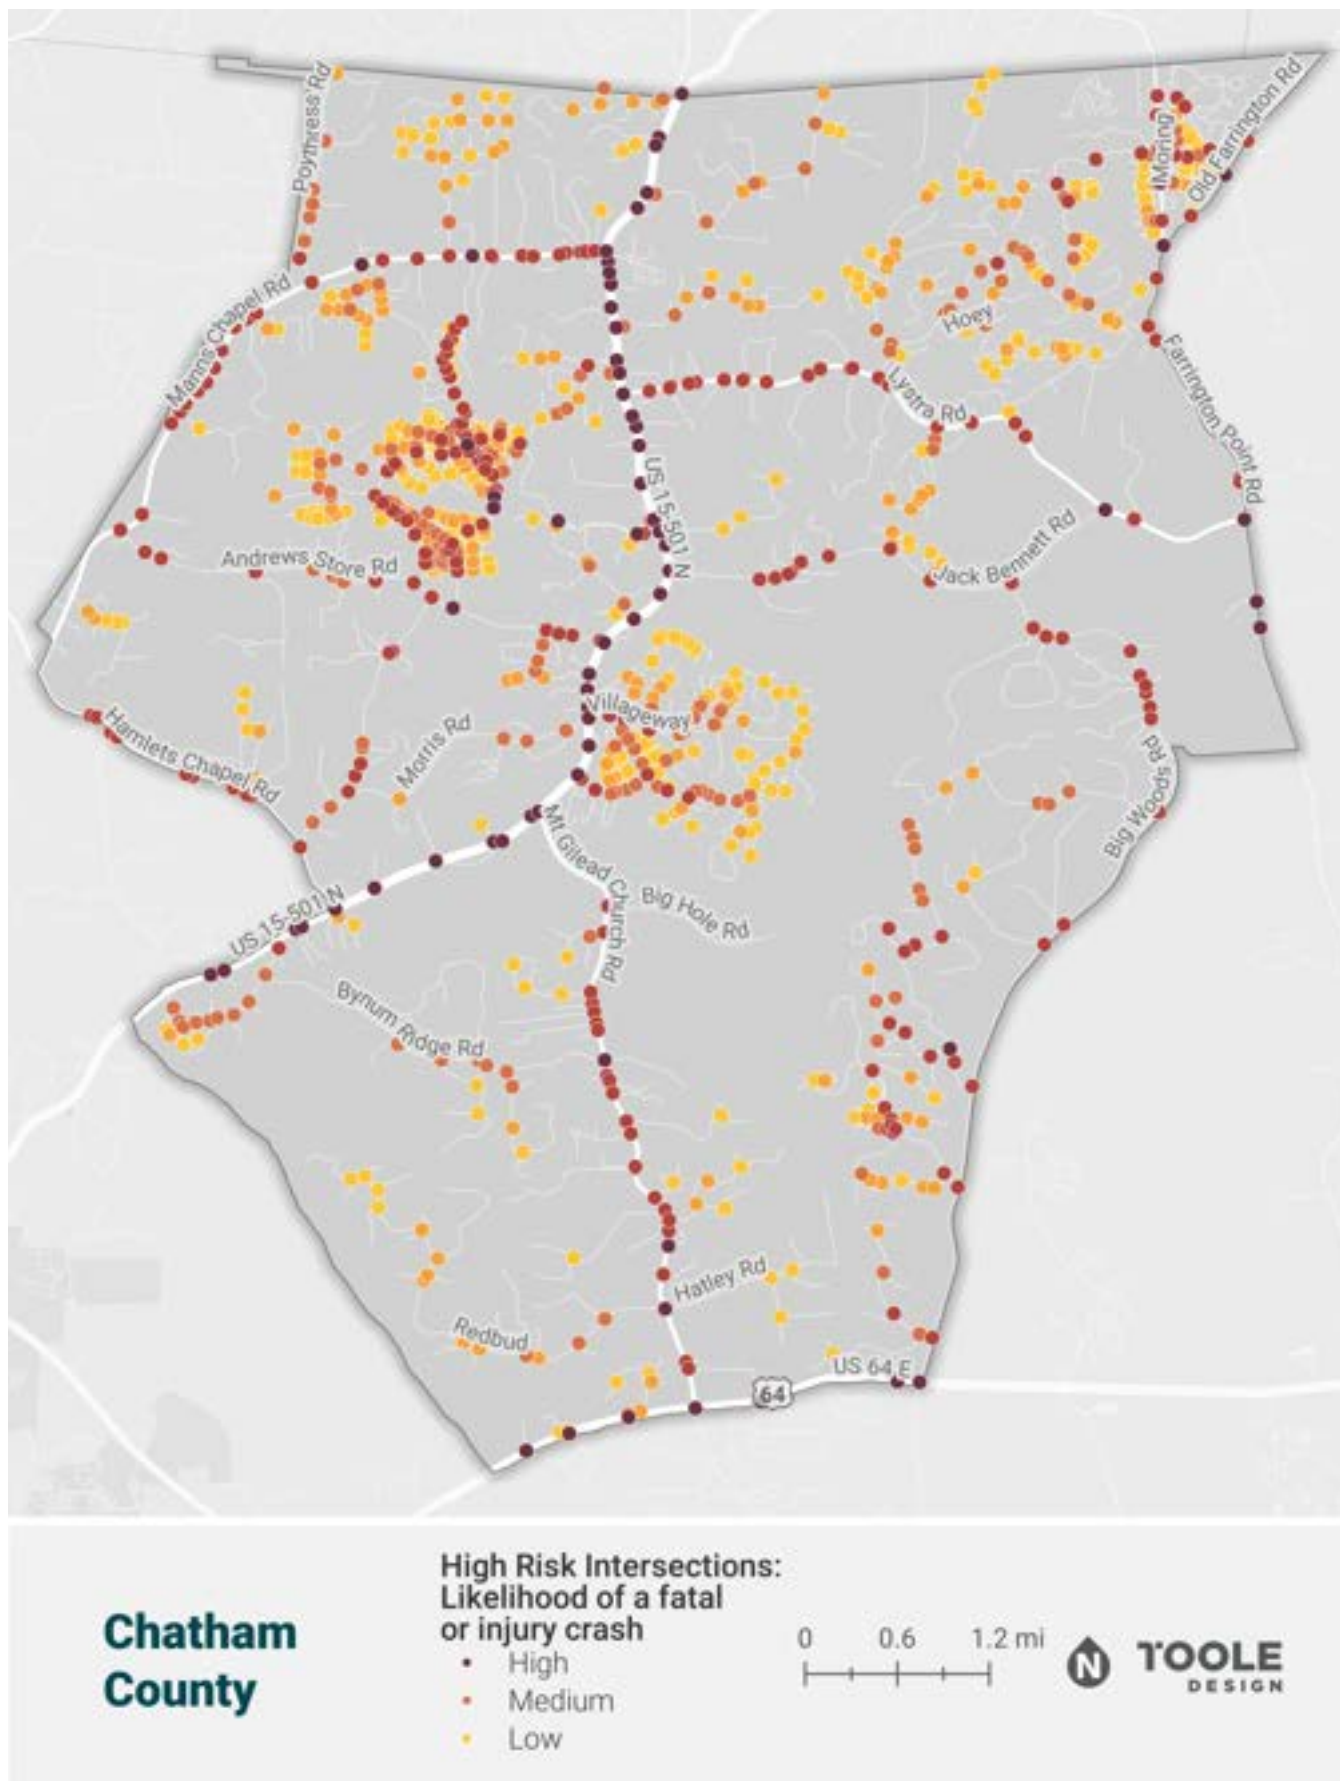 Poythress Rd
Moring
Old Farrington Rd
Manns Chapel Rd
Hoey
Farrington Point Rd
Lystra Rd
US 15-501 N
Andrews Store Rd
Jack Bennett Rd
Villageway
Hamlets Chapel Rd
Morris Rd
Big Woods Rd
Mt Gilead Church Rd
Big Hole Rd
US 15-501 N
Bynum Ridge Rd
Hatley Rd
Redbud
US 64 E
64
Chatham
County
High Risk Intersections:
Likelihood of a fatal
or injury crash
High
Medium
Low
0 0.6 1.2 mi
N
TOOLE
DESIGN